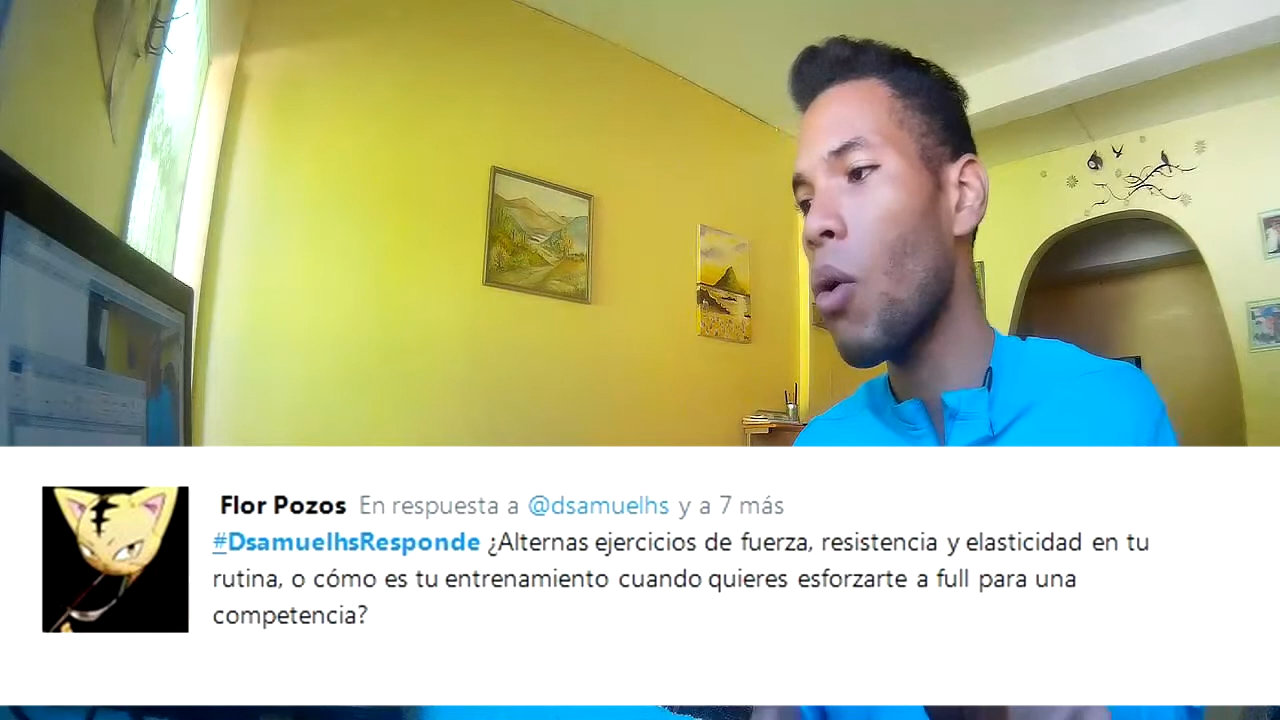 Flor Pozos En respuesta a @dsamuelhs y a 7 más
#DsamuelhsResponde ¿Alternas ejercicios de fuerza, resistencia y elasticidad en tu
rutina, o cómo es tu entrenamiento cuando quieres esforzarte a full para una
competencia?